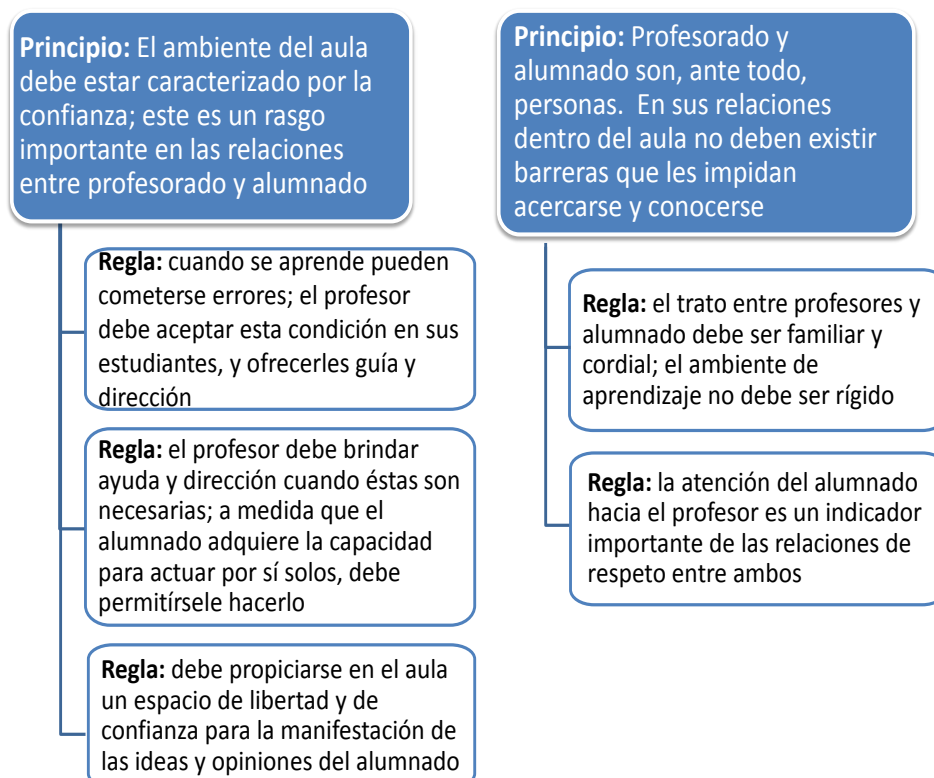 Principio: El ambiente del aula
debe estar caracterizado por la
confianza; este es un rasgo
importante en las relaciones
entre profesorado y alumnado
Regla: cuando se aprende pueden
cometerse errores; el profesor
debe aceptar esta condición en sus
estudiantes, y ofrecerles guía y
dirección
Regla: el profesor debe brindar
ayuda y dirección cuando éstas son
necesarias; a medida que el
alumnado adquiere la capacidad
para actuar por sí solos, debe
permitírsele hacerlo
Regla: debe propiciarse en el aula
un espacio de libertad y de
confianza para la manifestación de
las ideas y opiniones del alumnado
Principio: Profesorado y
alumnado son, ante todo,
personas. En sus relaciones
dentro del aula no deben existir
barreras que les impidan
acercarse y conocerse
Regla: el trato entre profesores y
alumnado debe ser familiar y
cordial; el ambiente de
aprendizaje no debe ser rígido
Regla: la atención del alumnado
hacia el profesor es un indicador
importante de las relaciones de
respeto entre ambos